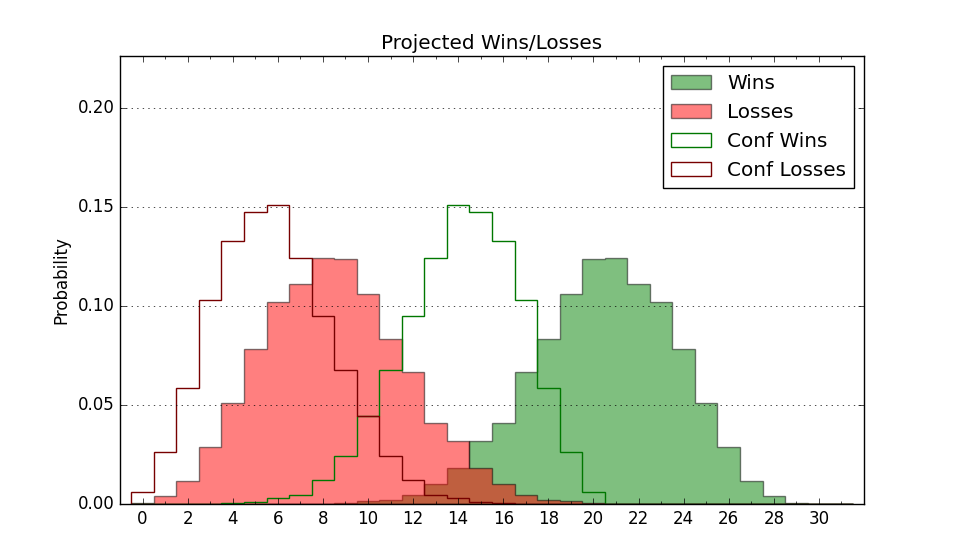 Projected Wins/Losses
Wins
Losses
Conf Wins
Conf Losses
Probability
0.20
0.15
0.10
0.05
0.00
0 2 4 6 8 10 12 14 16 18 20 22 24 26 28 30